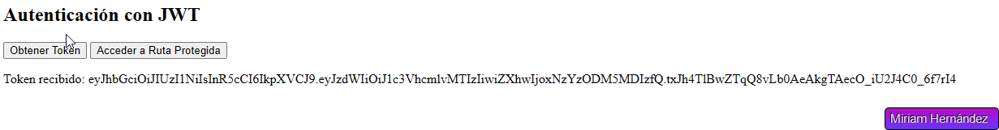 Autenticación con JWT
Obtener Token Acceder a Ruta Protegida
Token recibido: eyJhbGciOiJIUzI1NiIsInR5cCI6IkpXVCJ9.eyJzdWIiOiJ1c3VhcmlvMTIzIiwiZXhwIjoxNzYzODM5MDIzfQ.txJh4TlBwZTqQ8vLb0AeAkgTAecO_iU2J4C0_6f7rI4
Miriam Hernández